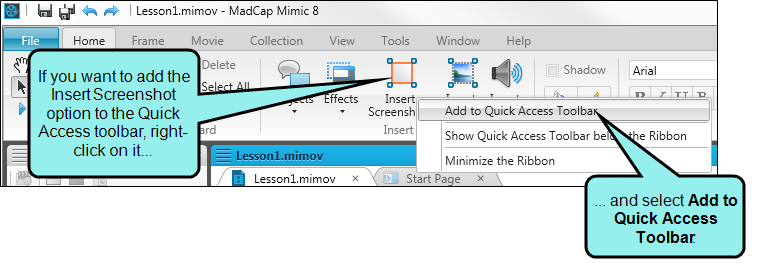 Lesson1.mimov - MadCap Mimic 8
File Home Frame Movie Collection View Tools Window Help
If you want to add the
Insert Screenshot
option to the Quick
Access toolbar, right-
click on it...
Delete
Select All
Effects
Insert
Insert
Shadow
Arial
B I U
Add to Quick Access Toolbar
Show Quick Access Toolbar below the Ribbon
Minimize the Ribbon
Lesson1.mimov
Lesson1.mimov × Start Page ×
... and select Add to
Quick Access
Toolbar.